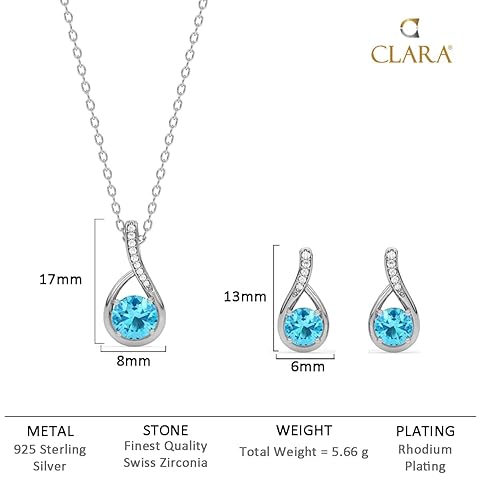 CLARA®
17mm
8mm
13mm
6mm
METAL
925 Sterling
Silver
STONE
Finest Quality
Swiss Zirconia
WEIGHT
Total Weight = 5.66 g
PLATING
Rhodium
Plating